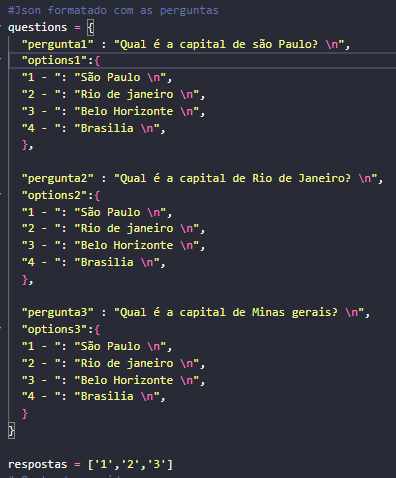 #Json formatado com as perguntas
questions = {
"pergunta1" : "Qual é a capital de são Paulo? \n",
"options1":{
"1 - ": "São Paulo \n",
"2 - ": "Rio de janeiro \n",
"3 - ": "Belo Horizonte \n",
"4 - ": "Brasilia \n",
},
"pergunta2" : "Qual é a capital de Rio de Janeiro? \n",
"options2":{
"1 - ": "São Paulo \n",
"2 - ": "Rio de janeiro \n",
"3 - ": "Belo Horizonte \n",
"4 - ": "Brasilia \n",
},
"pergunta3" : "Qual é a capital de Minas gerais? \n",
"options3":{
"1 - ": "São Paulo \n",
"2 - ": "Rio de janeiro \n",
"3 - ": "Belo Horizonte \n",
"4 - ": "Brasilia \n",
}
}
respostas = ['1','2','3']